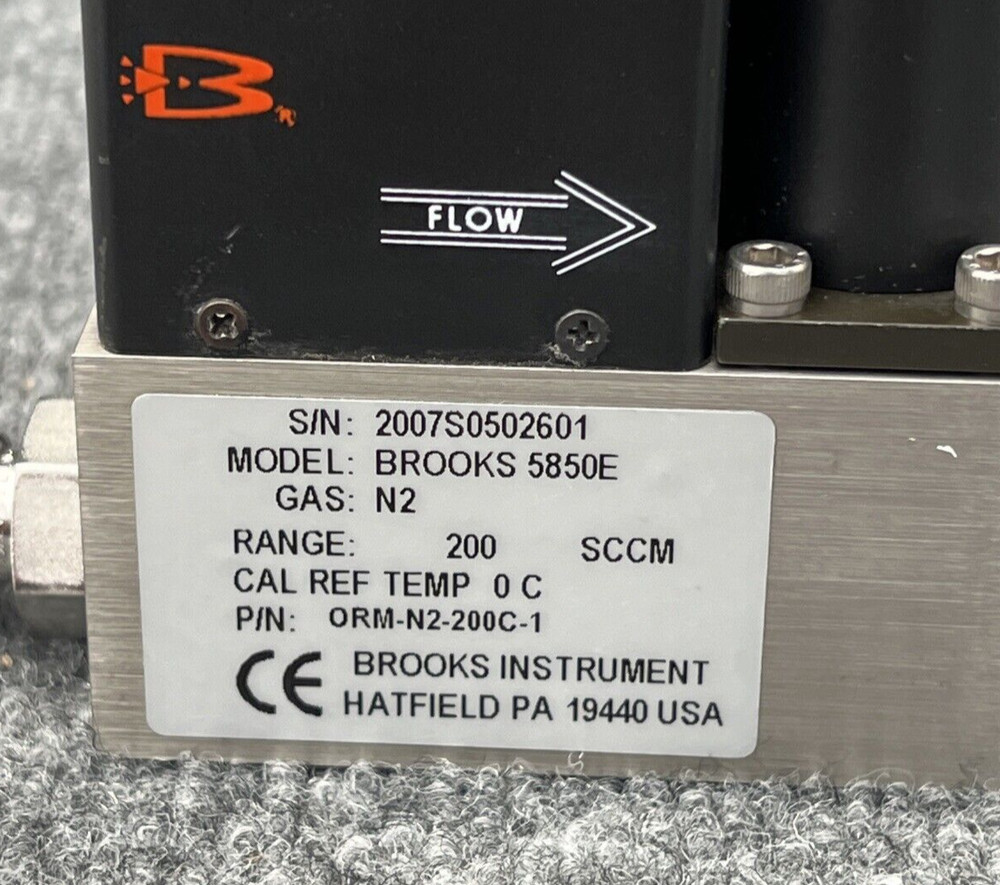 B®
FLOW
S/N: 2007S0502601
MODEL: BROOKS 5850E
GAS: N2
RANGE: 200 SCCM
CAL REF TEMP 0 C
P/N: ORM-N2-200C-1
CE BROOKS INSTRUMENT
HATFIELD PA 19440 USA